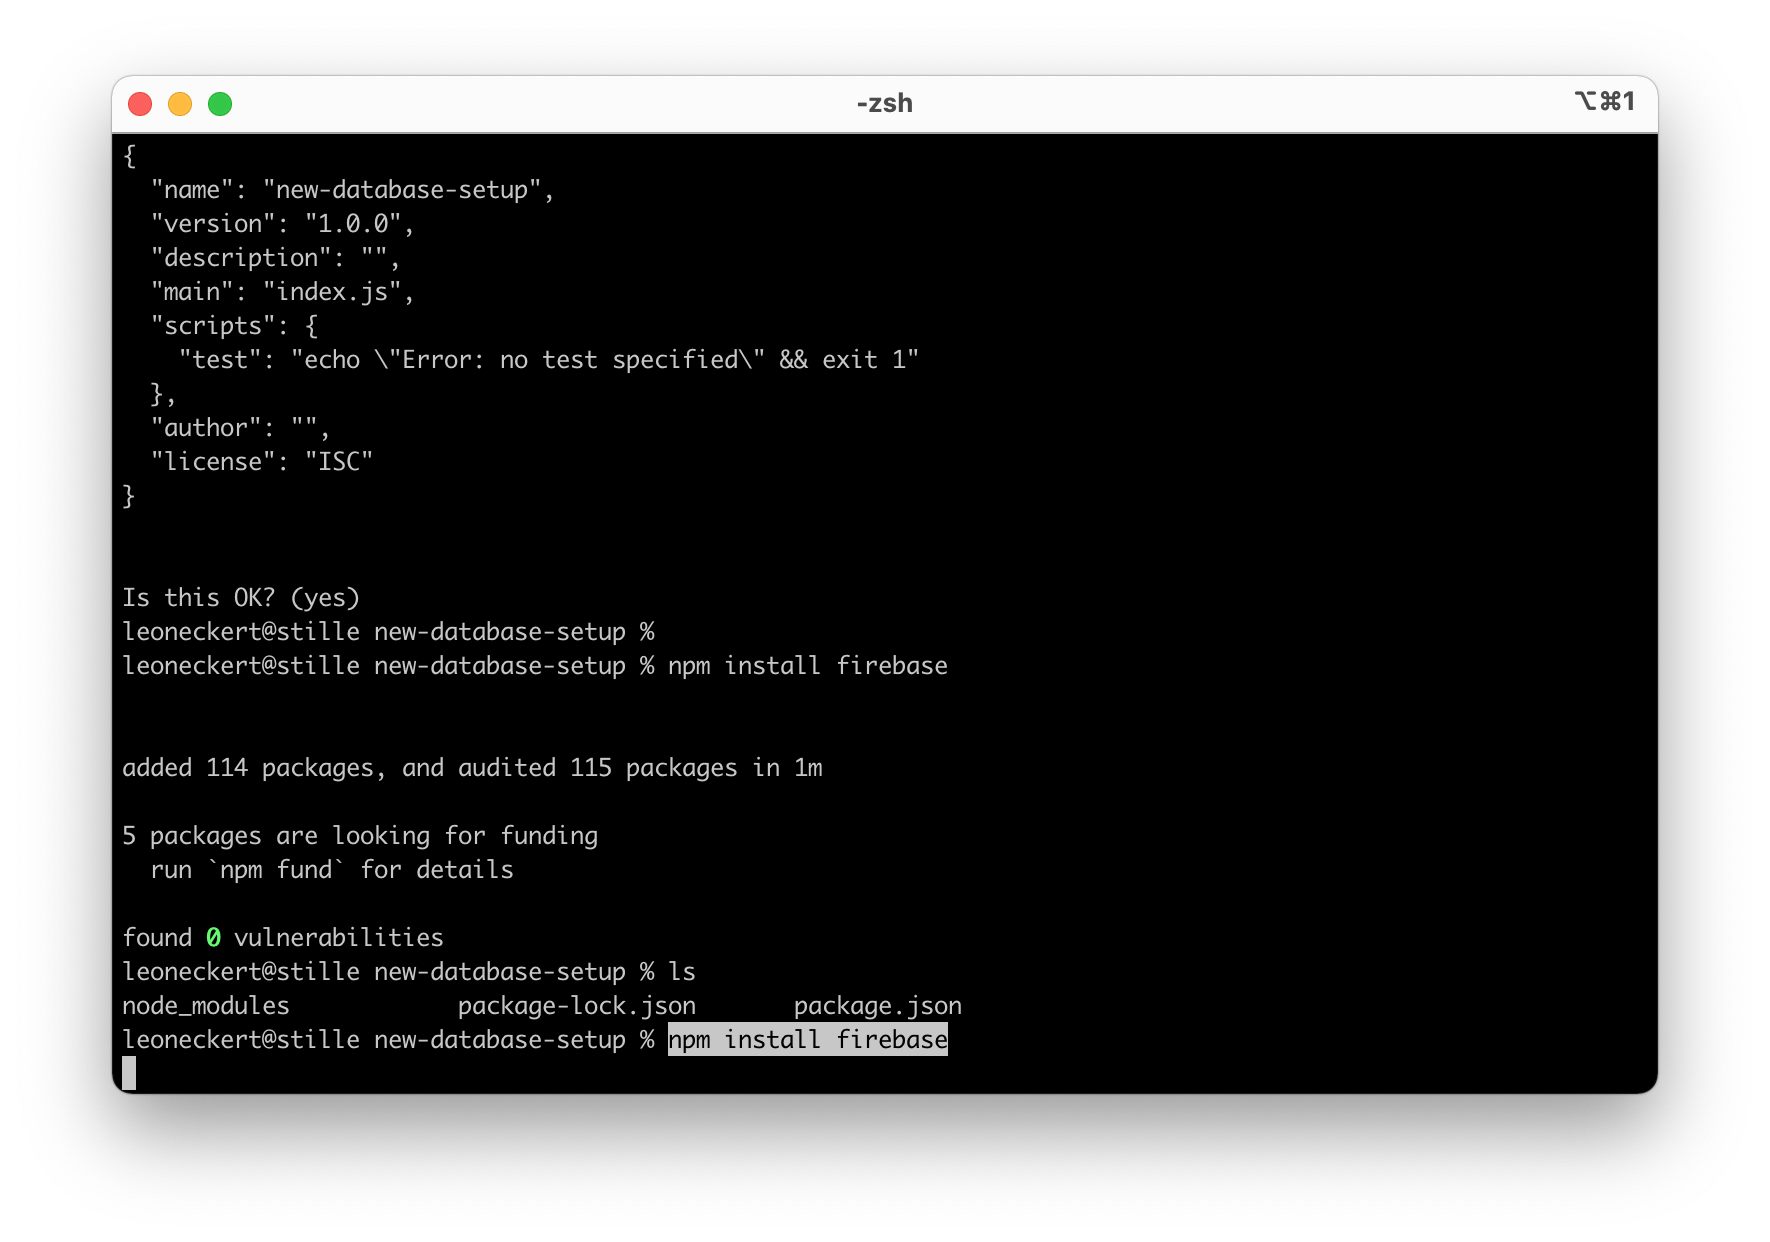 -zsh
⌥⌘1
{
  "name": "new-database-setup",
  "version": "1.0.0",
  "description": "",
  "main": "index.js",
  "scripts": {
    "test": "echo \"Error: no test specified\" && exit 1"
  },
  "author": "",
  "license": "ISC"
}
Is this OK? (yes)
leoneckert@stille new-database-setup %
leoneckert@stille new-database-setup % npm install firebase
added 114 packages, and audited 115 packages in 1m
5 packages are looking for funding
  run `npm fund` for details
found 0 vulnerabilities
leoneckert@stille new-database-setup % ls
node_modules            package-lock.json       package.json
leoneckert@stille new-database-setup % npm install firebase